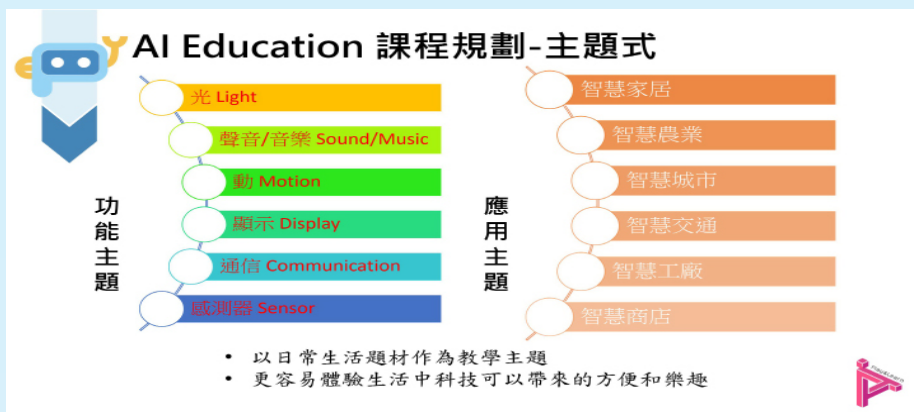 AI Education 課程規劃-主題式
功能主題
光 Light
聲音/音樂 Sound/Music
動 Motion
顯示 Display
通信 Communication
感測器 Sensor
應用主題
智慧家居
智慧農業
智慧城市
智慧交通
智慧工廠
智慧商店
• 以日常生活題材作為教學主題
• 更容易體驗生活中科技可以帶來的方便和樂趣